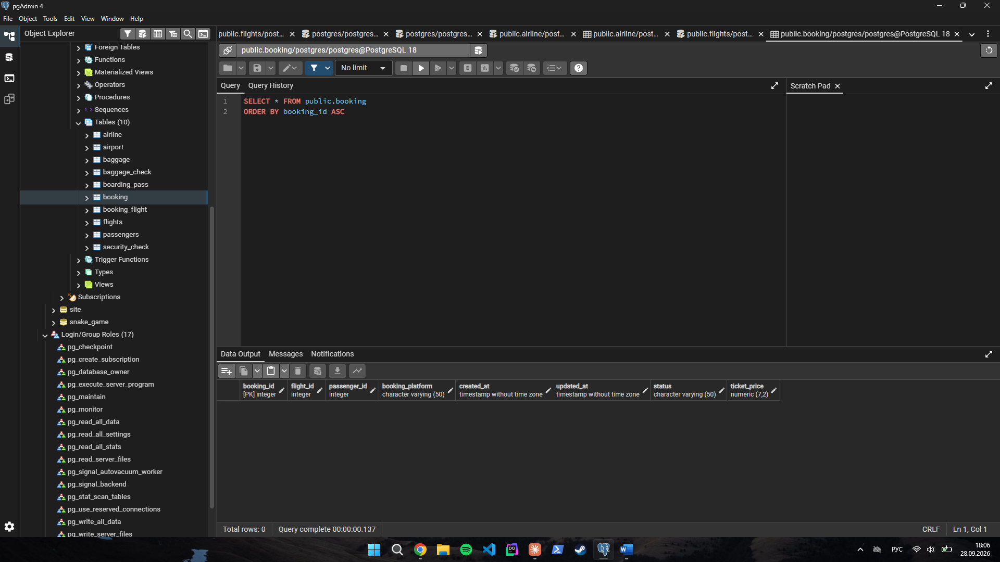 pgAdmin 4
File Object Tools Edit View Window Help
Object Explorer
Foreign Tables
Functions
Materialized Views
Operators
Procedures
1..3 Sequences
Tables (10)
airline
airport
baggage
baggage_check
boarding_pass
booking
booking_flight
flights
passengers
security_check
Trigger Functions
Types
Views
Subscriptions
site
snake_game
Login/Group Roles (17)
pg_checkpoint
pg_create_subscription
pg_database_owner
pg_execute_server_program
pg_maintain
pg_monitor
pg_read_all_data
pg_read_all_settings
pg_read_all_stats
pg_read_server_files
pg_signal_autovacuum_worker
pg_signal_backend
pg_stat_scan_tables
pg_use_reserved_connections
pg_write_all_data
pg_write_server_files
public.flights/post... postgres/postgres... postgres/postgres... public.airline/post... public.airline/post... public.flights/post... public.booking/postgres/postgres@PostgreSQL 18
public.booking/postgres/postgres@PostgreSQL 18
No limit
E
Query Query History
1 SELECT * FROM public.booking
2 ORDER BY booking_id ASC
Scratch Pad
Data Output Messages Notifications
booking_id flight_id passenger_id booking_platform created_at updated_at status ticket_price
[PK] integer integer integer character varying (50) timestamp without time zone timestamp without time zone character varying (50) numeric (7,2)
Total rows: 0 Query complete 00:00:00.137 CRLF Ln 1, Col 1
DG
W
РУС
18:06
28.09.2026